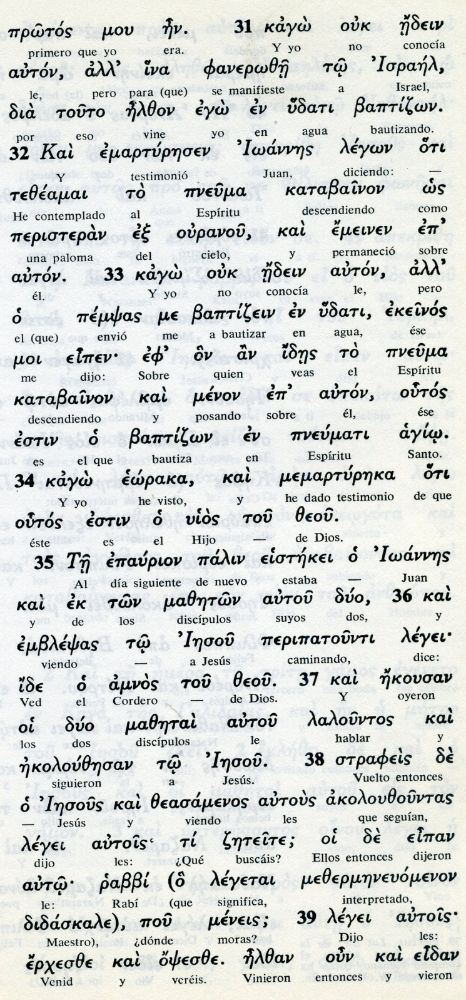 πρῶτός μου ἦν. 31 κἀγὼ οὐκ ᾔδειν
primero que yo era. Y yo no conocía
αὐτόν, ἀλλ' ἵνα φανερωθῇ τῷ Ἰσραήλ,
le, pero para (que) se manifieste a Israel,
διὰ τοῦτο ἦλθον ἐγὼ ἐν ὕδατι βαπτίζων.
por eso vine yo en agua bautizando.
32 Καὶ ἐμαρτύρησεν Ἰωάννης λέγων ὅτι
Y testimonió Juan, diciendo: —
τεθέαμαι τὸ πνεῦμα καταβαῖνον ὡς
He contemplado al Espíritu descendiendo como
περιστερὰν ἐξ οὐρανοῦ, καὶ ἔμεινεν ἐπ'
una paloma del cielo, y permaneció sobre
αὐτόν. 33 κἀγὼ οὐκ ᾔδειν αὐτόν, ἀλλ'
él. Y yo no conocía le, pero
ὁ πέμψας με βαπτίζειν ἐν ὕδατι, ἐκεῖνός
el (que) envió me a bautizar en agua, ése
μοι εἶπεν· ἐφ' ὃν ἂν ἴδῃς τὸ πνεῦμα
me dijo: Sobre quien veas el Espíritu
καταβαῖνον καὶ μένον ἐπ' αὐτόν, οὗτός
descendiendo y posando sobre él, ése
ἐστιν ὁ βαπτίζων ἐν πνεύματι ἁγίῳ.
es el que bautiza en Espíritu Santo.
34 κἀγὼ ἑώρακα, καὶ μεμαρτύρηκα ὅτι
Y yo he visto, y he dado testimonio de que
οὗτός ἐστιν ὁ υἱὸς τοῦ θεοῦ.
éste es el Hijo — de Dios.
35 Τῇ ἐπαύριον πάλιν εἱστήκει ὁ Ἰωάννης
Al día siguiente de nuevo estaba — Juan
καὶ ἐκ τῶν μαθητῶν αὐτοῦ δύο, 36 καὶ
y de los discípulos suyos dos, y
ἐμβλέψας τῷ Ἰησοῦ περιπατοῦντι λέγει·
viendo — a Jesús caminando, dice:
ἴδε ὁ ἀμνὸς τοῦ θεοῦ. 37 καὶ ἤκουσαν
Ved el Cordero — de Dios. Y oyeron
οἱ δύο μαθηταὶ αὐτοῦ λαλοῦντος καὶ
los dos discípulos le hablar y
ἠκολούθησαν τῷ Ἰησοῦ. 38 στραφεὶς δὲ
siguieron a Jesús. Vuelto entonces
ὁ Ἰησοῦς καὶ θεασάμενος αὐτοὺς ἀκολουθοῦντας
— Jesús y viendo les que seguían,
λέγει αὐτοῖς· τί ζητεῖτε; οἱ δὲ εἶπαν
dijo les: ¿Qué buscáis? Ellos entonces dijeron
αὐτῷ· ῥαββί (ὃ λέγεται μεθερμηνευόμενον
le: Rabí (que significa, interpretado,
διδάσκαλε), ποῦ μένεις; 39 λέγει αὐτοῖς·
Maestro), ¿dónde moras? Dijo les:
ἔρχεσθε καὶ ὄψεσθε. ἦλθαν οὖν καὶ εἶδαν
Venid y veréis. Vinieron entonces y vieron